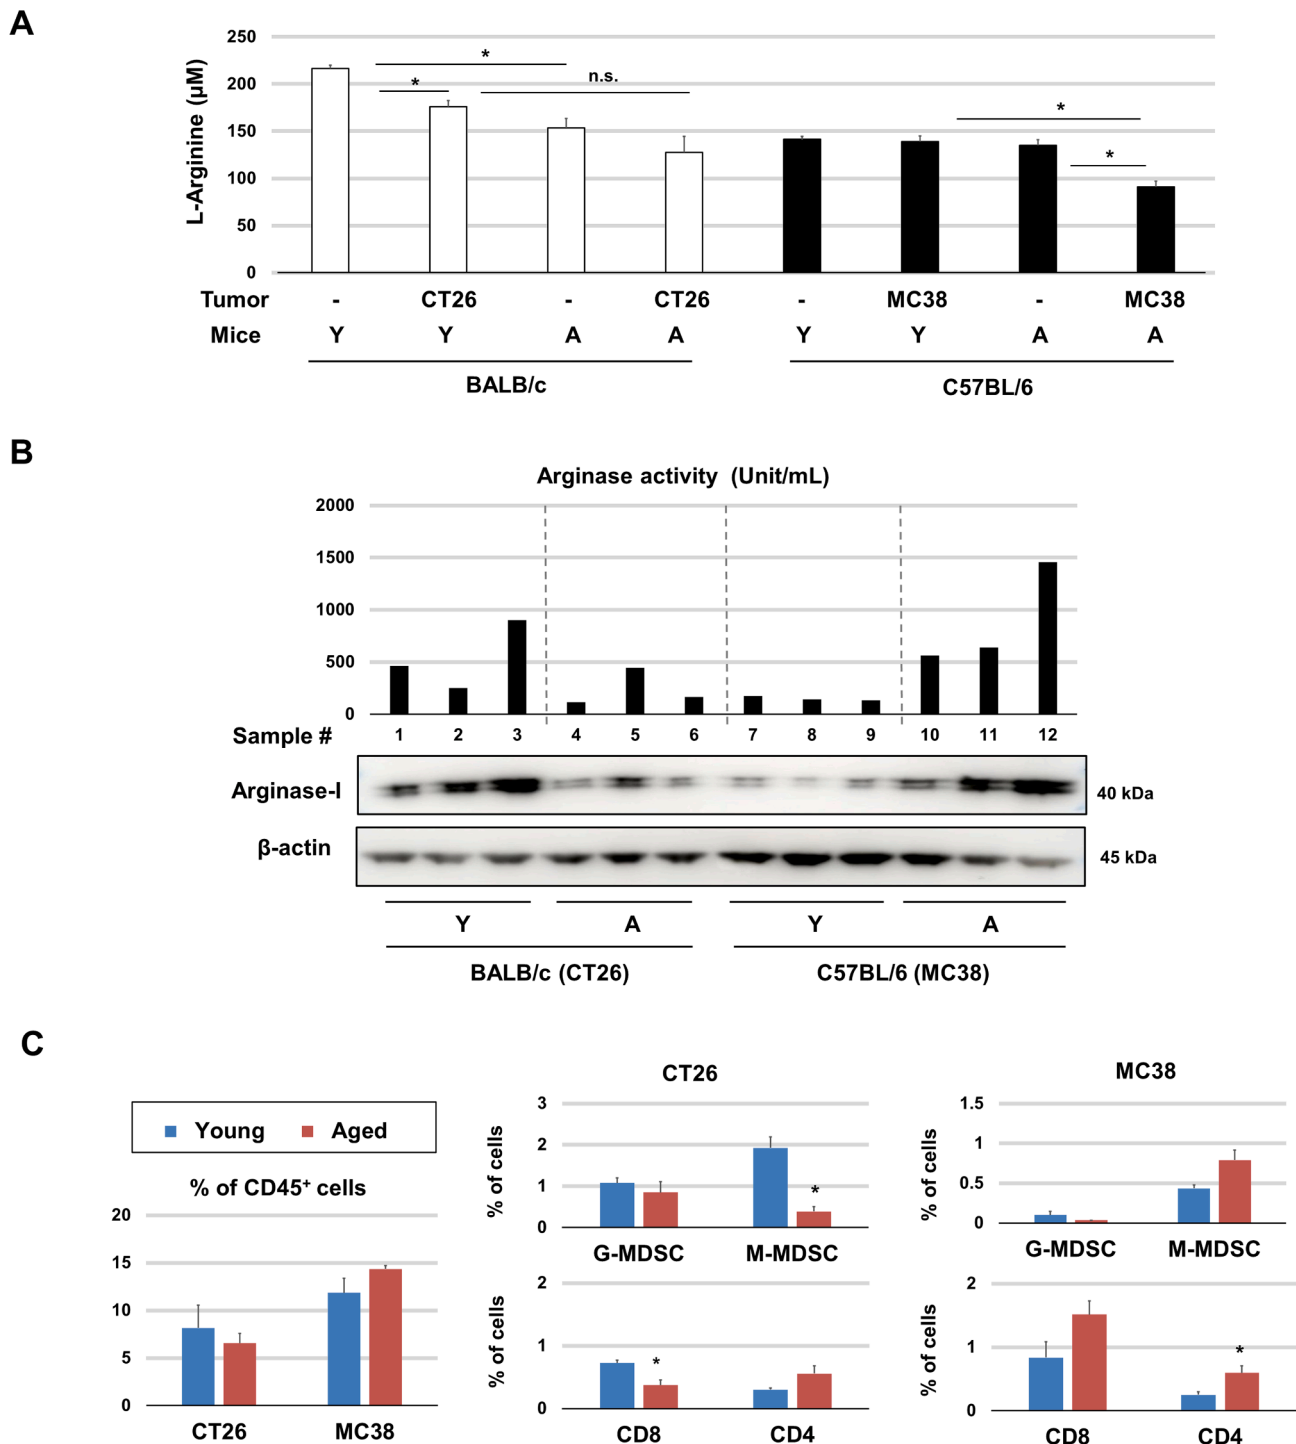 A
250
200
150
100
50
0
L-Arginine (μM)
* * n.s. * *
Tumor - CT26 - CT26 - MC38 - MC38
Mice Y Y A A Y Y A A
BALB/c C57BL/6
B
Arginase activity (Unit/mL)
2000
1500
1000
500
0
Sample # 1 2 3 4 5 6 7 8 9 10 11 12
Arginase-I 40 kDa
β-actin 45 kDa
Y A Y A
BALB/c (CT26) C57BL/6 (MC38)
C
Young Aged
% of CD45+ cells
20
15
10
5
0
CT26 MC38
CT26
% of cells
3
2
1
0
*
G-MDSC M-MDSC
% of cells
2
1
0
*
CD8 CD4
MC38
% of cells
1.5
1
0.5
0
G-MDSC M-MDSC
% of cells
2
1
0
*
CD8 CD4